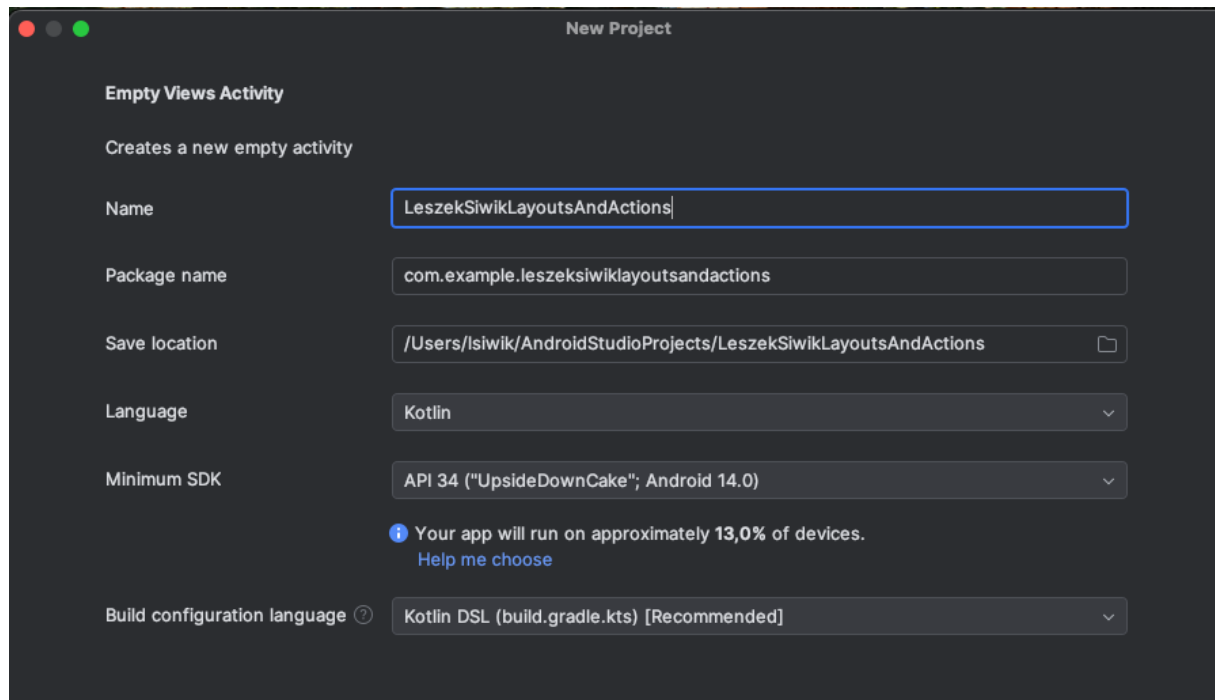 New Project
Empty Views Activity
Creates a new empty activity
Name LeszekSiwikLayoutsAndActions
Package name com.example.leszeksiwiklayoutsandactions
Save location /Users/lsiwik/AndroidStudioProjects/LeszekSiwikLayoutsAndActions
Language Kotlin
Minimum SDK API 34 ("UpsideDownCake"; Android 14.0)
Your app will run on approximately 13,0% of devices.
Help me choose
Build configuration language Kotlin DSL (build.gradle.kts) [Recommended]